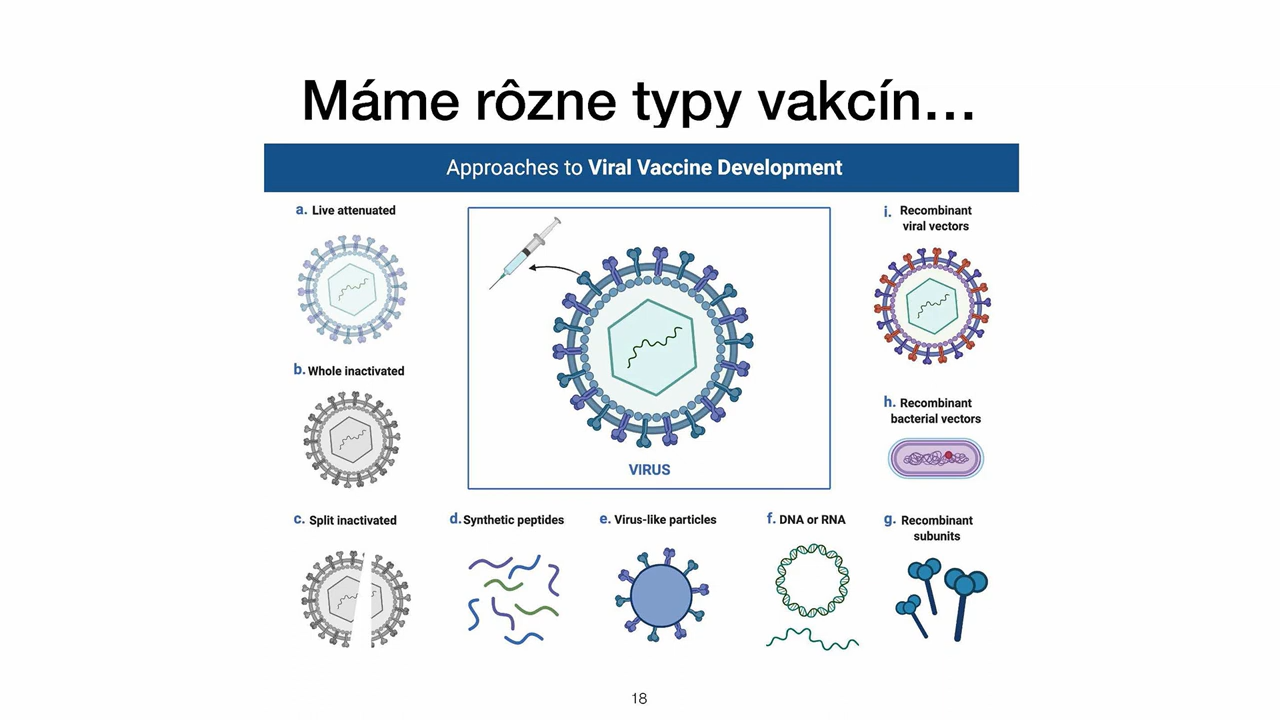 Máme rôzne typy vakcín...
Approaches to Viral Vaccine Development
a. Live attenuated
b. Whole inactivated
c. Split inactivated
VIRUS
d. Synthetic peptides
e. Virus-like particles
f. DNA or RNA
g. Recombinant
subunits
h. Recombinant
bacterial vectors
i. Recombinant
viral vectors
18